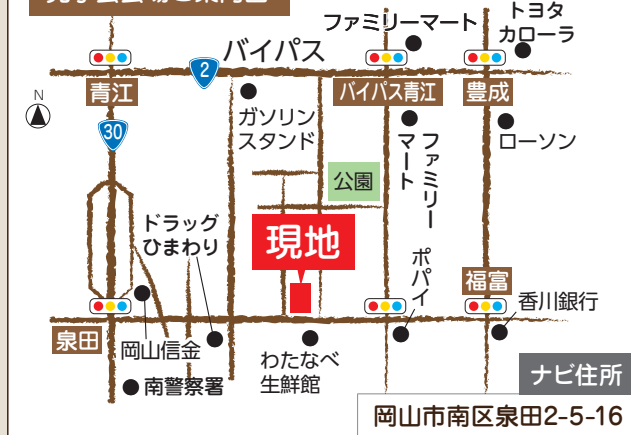 ファミリーマート
トヨタ
カローラ
バイパス
2
青江
バイパス青江
豊成
N
30
ガソリン
スタンド
ファミリー
マート
ローソン
公園
ドラッグ
ひまわり
現地
ポパイ
福富
香川銀行
泉田
岡山信金
わたなべ
生鮮館
南警察署
ナビ住所
岡山市南区泉田2-5-16